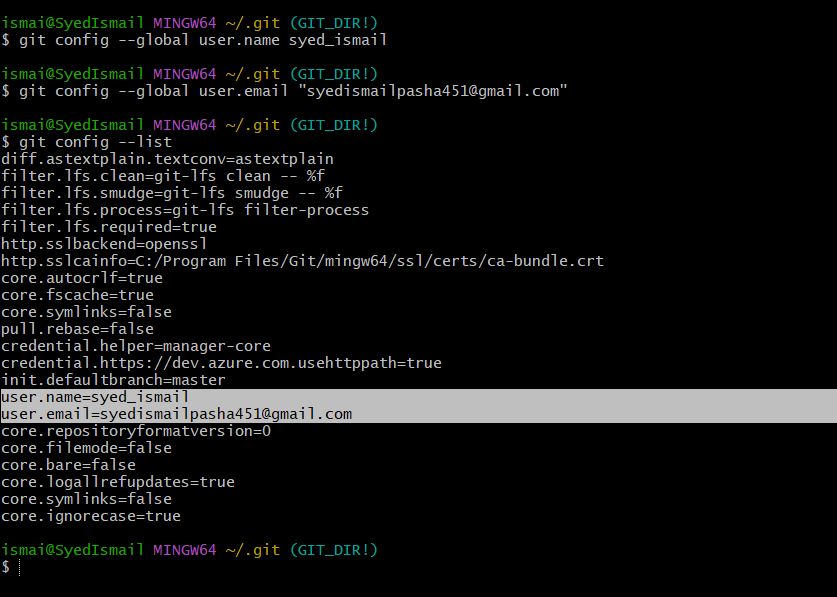 ismai@SyedIsmail MINGW64 ~/.git (GIT_DIR!)
$ git config --global user.name syed_ismail
ismai@SyedIsmail MINGW64 ~/.git (GIT_DIR!)
$ git config --global user.email "syedismailpasha451@gmail.com"
ismai@SyedIsmail MINGW64 ~/.git (GIT_DIR!)
$ git config --list
diff.astextplain.textconv=astextplain
filter.lfs.clean=git-lfs clean -- %f
filter.lfs.smudge=git-lfs smudge -- %f
filter.lfs.process=git-lfs filter-process
filter.lfs.required=true
http.sslbackend=openssl
http.sslcainfo=C:/Program Files/Git/mingw64/ssl/certs/ca-bundle.crt
core.autocrlf=true
core.fscache=true
core.symlinks=false
pull.rebase=false
credential.helper=manager-core
credential.https://dev.azure.com.usehttppath=true
init.defaultbranch=master
user.name=syed_ismail
user.email=syedismailpasha451@gmail.com
core.repositoryformatversion=0
core.filemode=false
core.bare=false
core.logallrefupdates=true
core.symlinks=false
core.ignorecase=true
ismai@SyedIsmail MINGW64 ~/.git (GIT_DIR!)
$